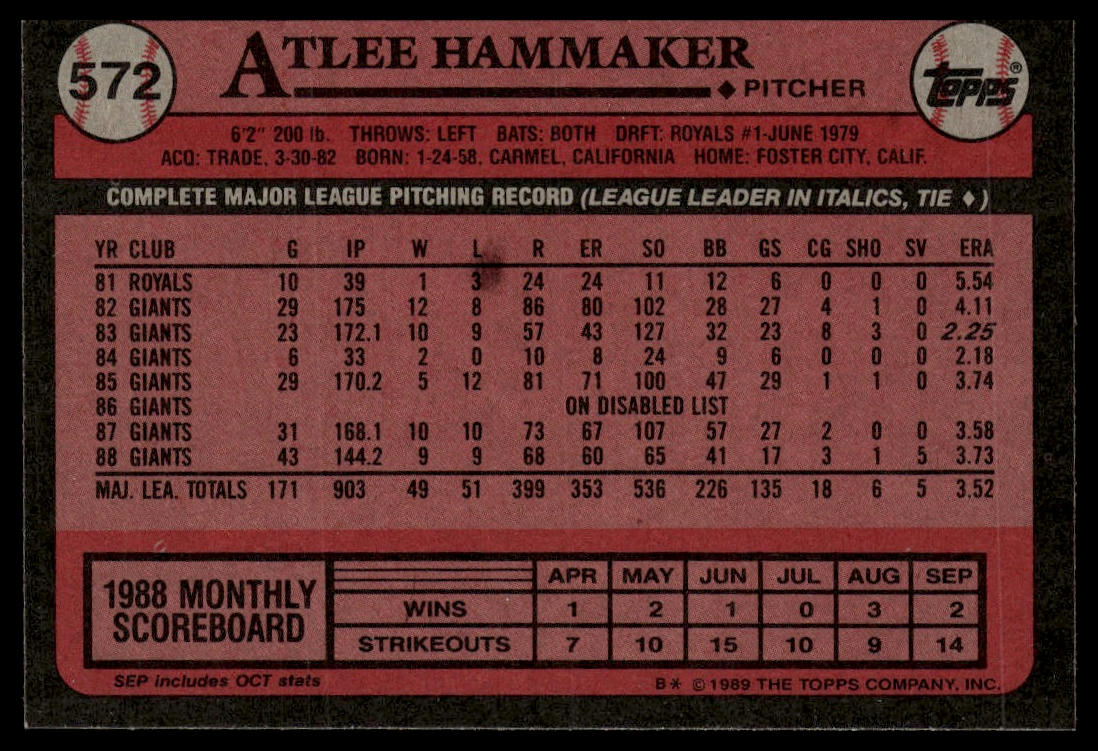 572
ATLEE HAMMAKER
♦ PITCHER
TOPPS®
6'2" 200 lb. THROWS: LEFT BATS: BOTH DRFT: ROYALS #1-JUNE 1979
ACQ: TRADE, 3-30-82 BORN: 1-24-58, CARMEL, CALIFORNIA HOME: FOSTER CITY, CALIF.
COMPLETE MAJOR LEAGUE PITCHING RECORD (LEAGUE LEADER IN ITALICS, TIE ♦)
YR CLUB G IP W L R ER SO BB GS CG SHO SV ERA
81 ROYALS 10 39 1 3 24 24 11 12 6 0 0 0 5.54
82 GIANTS 29 175 12 8 86 80 102 28 27 4 1 0 4.11
83 GIANTS 23 172.1 10 9 57 43 127 32 23 8 3 0 2.25
84 GIANTS 6 33 2 0 10 8 24 9 6 0 0 0 2.18
85 GIANTS 29 170.2 5 12 81 71 100 47 29 1 1 0 3.74
86 GIANTS ON DISABLED LIST
87 GIANTS 31 168.1 10 10 73 67 107 57 27 2 0 0 3.58
88 GIANTS 43 144.2 9 9 68 60 65 41 17 3 1 5 3.73
MAJ. LEA. TOTALS 171 903 49 51 399 353 536 226 135 18 6 5 3.52
1988 MONTHLY SCOREBOARD
APR MAY JUN JUL AUG SEP
WINS 1 2 1 0 3 2
STRIKEOUTS 7 10 15 10 9 14
SEP includes OCT stats
B* © 1989 THE TOPPS COMPANY, INC.